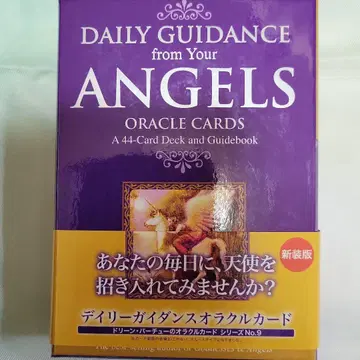 DAILY GUIDANCE
from Your
ANGELS
ORACLE CARDS
A 44-Card Deck and Guidebook
あなたの毎日に、天使を
招き入れてみませんか?
新装版
デイリーガイダンスオラクルカード
ドリーン・バーチューのオラクルカード シリーズNo.9